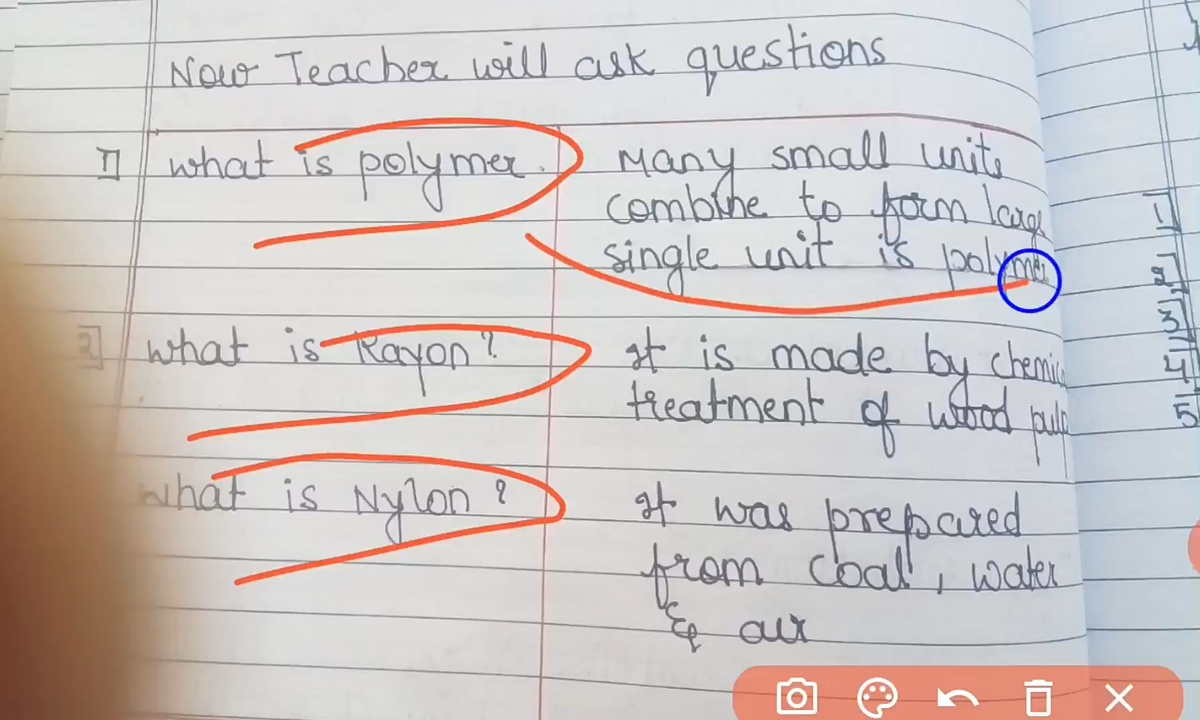 Now Teacher will ask questions
1] what is polymer. Many small units
combine to form large
single unit is polymer
2] what is Rayon? It is made by chemic
treatment of wood pulp
what is Nylon? It was prepared
from coal, water
& air
1]
2]
3]
4]
5